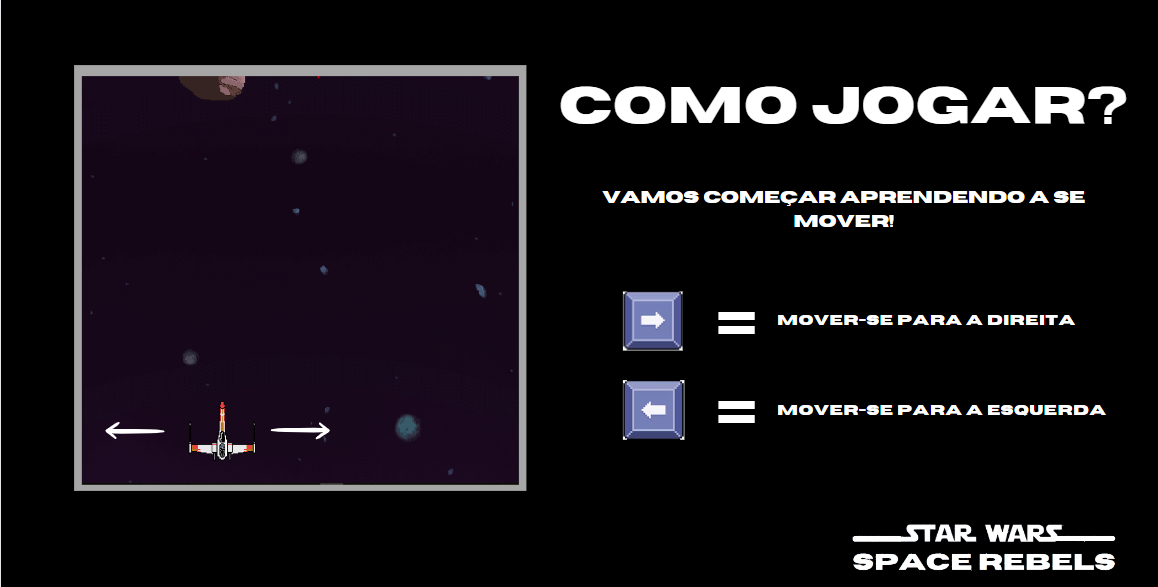 COMO JOGAR?
VAMOS COMEÇAR APRENDENDO A SE
MOVER!
MOVER-SE PARA A DIREITA
MOVER-SE PARA A ESQUERDA
STAR WARS
SPACE REBELS